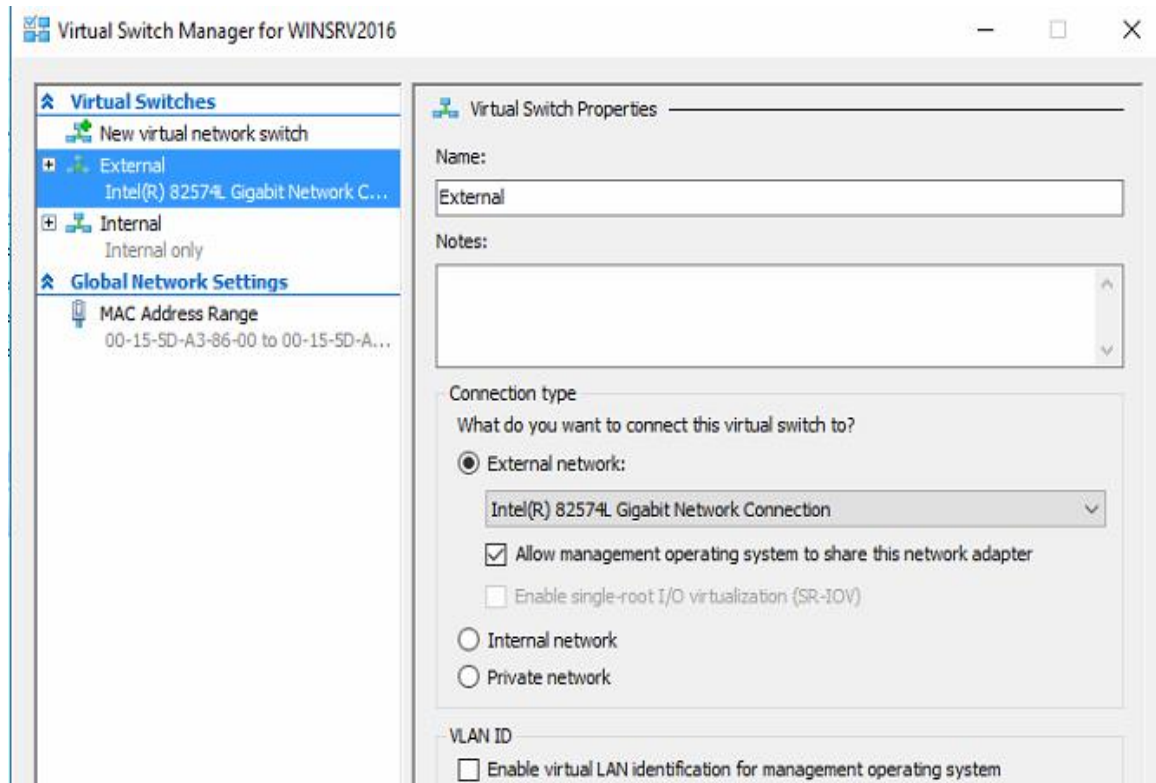 Virtual Switch Manager for WINSRV2016
Virtual Switches
New virtual network switch
External
Intel(R) 82574L Gigabit Network C...
Internal
Internal only
Global Network Settings
MAC Address Range
00-15-5D-A3-86-00 to 00-15-5D-A...
Virtual Switch Properties
Name:
External
Notes:
Connection type
What do you want to connect this virtual switch to?
External network:
Intel(R) 82574L Gigabit Network Connection
Allow management operating system to share this network adapter
Enable single-root I/O virtualization (SR-IOV)
Internal network
Private network
VLAN ID
Enable virtual LAN identification for management operating system